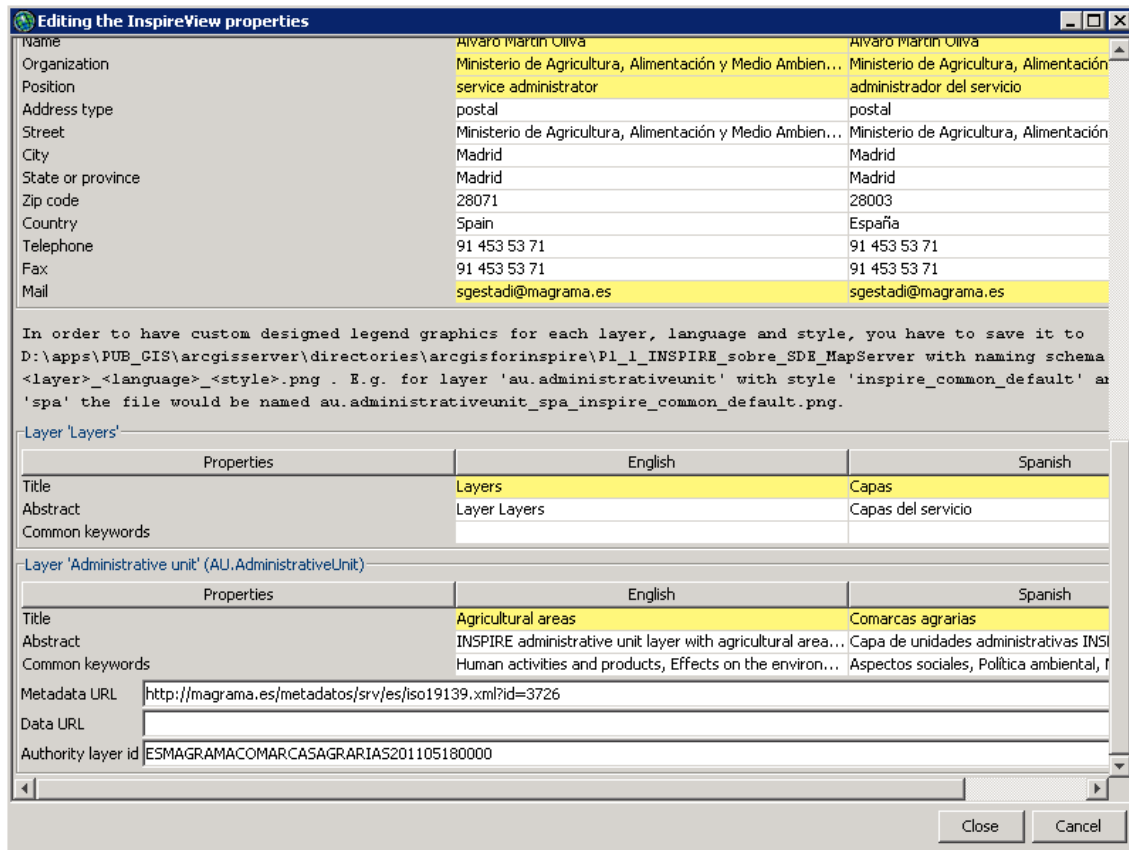 Editing the InspireView properties
Name Alvaro Martín Oliva Alvaro Martín Oliva
Organization Ministerio de Agricultura, Alimentación y Medio Ambien... Ministerio de Agricultura, Alimentación
Position service administrator administrador del servicio
Address type postal postal
Street Ministerio de Agricultura, Alimentación y Medio Ambien... Ministerio de Agricultura, Alimentación
City Madrid Madrid
State or province Madrid Madrid
Zip code 28071 28003
Country Spain España
Telephone 91 453 53 71 91 453 53 71
Fax 91 453 53 71 91 453 53 71
Mail sgestadi@magrama.es sgestadi@magrama.es
In order to have custom designed legend graphics for each layer, language and style, you have to save it to
D:\apps\PUB_GIS\arcgisserver\directories\arcgisforinspire\P1_1_INSPIRE_sobre_SDE_MapServer with naming schema
<layer>_<language>_<style>.png . E.g. for layer 'au.administrativeunit' with style 'inspire_common_default'
'spa' the file would be named au.administrativeunit_spa_inspire_common_default.png.
Layer 'Layers'
Properties English Spanish
Title Layers Capas
Abstract Layer Layers Capas del servicio
Common keywords
Layer 'Administrative unit' (AU.AdministrativeUnit)
Properties English Spanish
Title Agricultural areas Comarcas agrarias
Abstract INSPIRE administrative unit layer with agricultural area... Capa de unidades administrativas
Common keywords Human activities and products, Effects on the environ... Aspectos sociales, Política ambiental,
Metadata URL http://magrama.es/metadatos/srv/es/iso19139.xml?id=3726
Data URL
Authority layer id ESMAGRAMACOMARCASAGRARIAS201105180000
Close Cancel